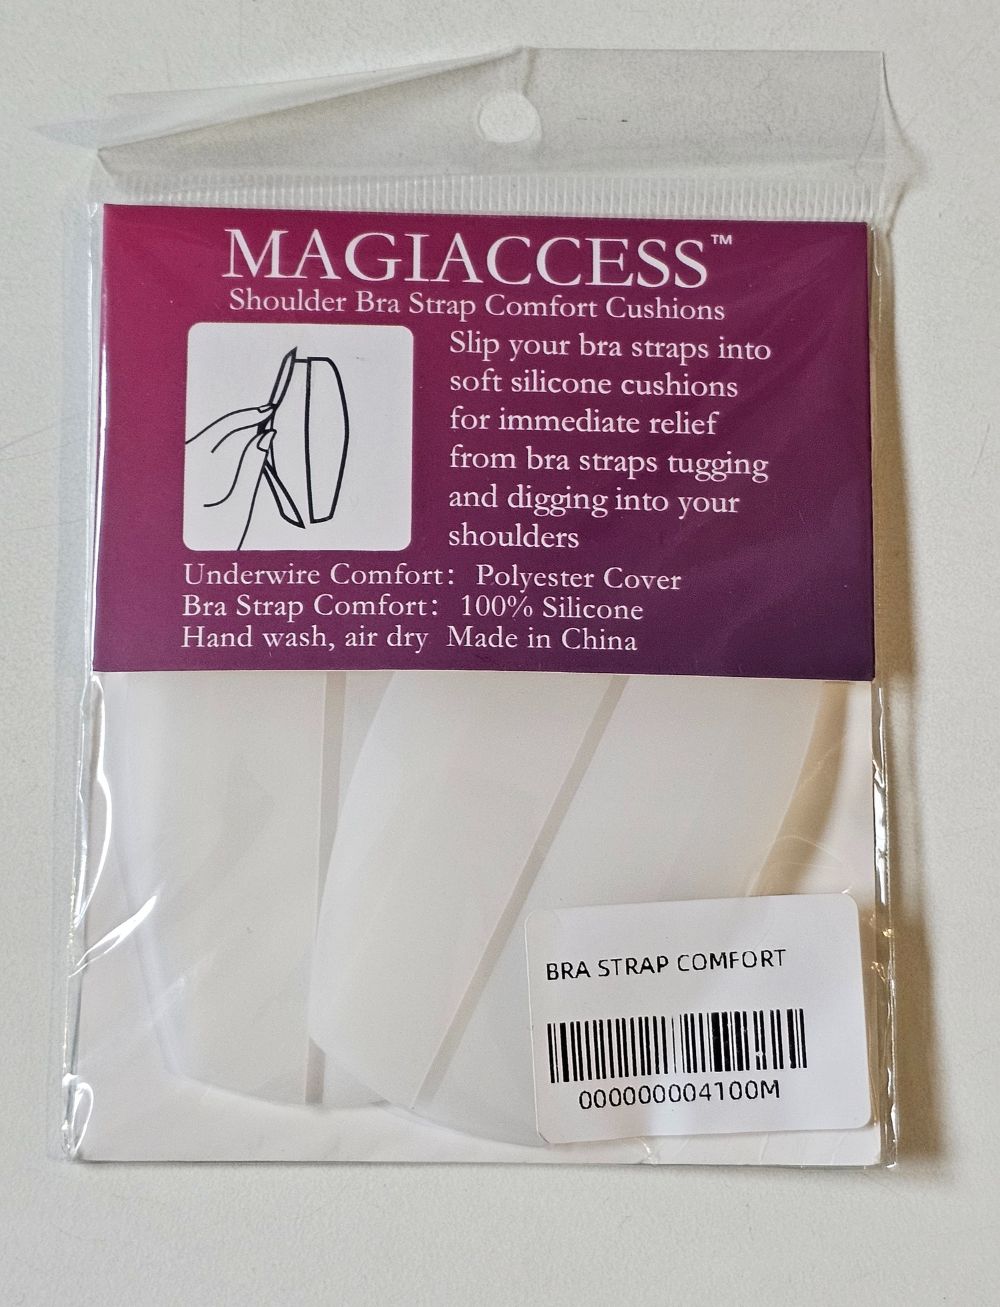 MAGIACCESS™
Shoulder Bra Strap Comfort Cushions
Slip your bra straps into
soft silicone cushions
for immediate relief
from bra straps tugging
and digging into your
shoulders
Underwire Comfort: Polyester Cover
Bra Strap Comfort: 100% Silicone
Hand wash, air dry Made in China
BRA STRAP COMFORT
000000004100M